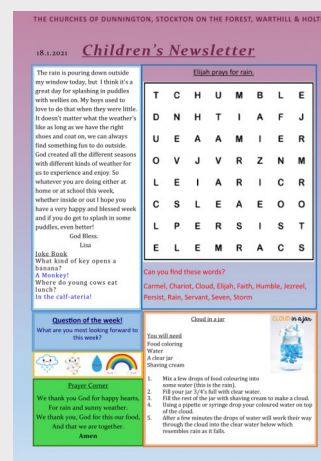 THE CHURCHES OF DUNNINGTON, STOCKTON ON THE FOREST, WARTHILL & HOLT
18.1.2021 Children's Newsletter
The rain is pouring down outside
my window today, but I think it's a
great day for splashing in puddles
with wellies on. My boys used to
love to do that when they were little.
It doesn't matter what the weather's
like as long as we have the right
shoes and coat on, we can always
find something fun to do outside.
God created all the different seasons
with different kinds of weather for
us to experience and enjoy. So
whatever you are doing either at
home or at school this week,
whether inside or out I hope you
have a very happy and blessed week
and if you do get to splash in some
puddles, even better!
God Bless.
Lisa
Joke Book
What kind of key opens a
banana?
A Monkey!
Where do young cows eat
lunch?
In the calf-ateria!
Elijah prays for rain.
T C H U M B L E
D N H T I A F J
U E A A M I E R
O V J V R Z N M
L E I A R I C R
C S L E A E O O
L P E R S I S T
E L E M R A C S
Can you find these words?
Carmel, Chariot, Cloud, Elijah, Faith, Humble, Jezreel,
Persist, Rain, Servant, Seven, Storm
Question of the week!
What are you most looking forward to
this week?
Prayer Corner
We thank you God for happy hearts,
For rain and sunny weather.
We thank you, God for this our food,
And that we are together.
Amen
Cloud in a jar
CLOUD in a jar
You will need
Food coloring
Water
A clear jar
Shaving cream
1. Mix a few drops of food colouring into
some water (this is the rain).
2. Fill your jar 3/4's full with clear water.
3. Fill the rest of the jar with shaving cream to make a cloud.
4. Using a pipette or syringe drop your coloured water on top
of the cloud.
5. After a few minutes the drops of water will work their way
through the cloud into the clear water below which
resembles rain as it falls.